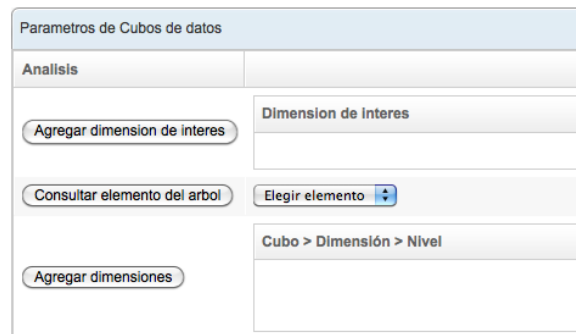 Parametros de Cubos de datos
Analisis
Agregar dimension de interes
Dimension de interes
Consultar elemento del arbol
Elegir elemento
Agregar dimensiones
Cubo > Dimensión > Nivel